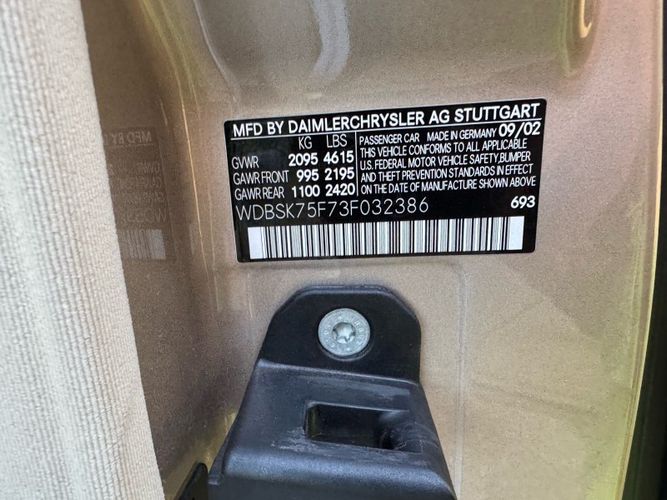 MFD BY DAIMLERCHRYSLER AG STUTTGART
KG LBS
GVWR 2095 4615
GAWR FRONT 995 2195
GAWR REAR 1100 2420
PASSENGER CAR MADE IN GERMANY 09/02
THIS VEHICLE CONFORMS TO ALL APPLICABLE
U.S. FEDERAL MOTOR VEHICLE SAFETY, BUMPER
AND THEFT PREVENTION STANDARDS IN EFFECT
ON THE DATE OF MANUFACTURE SHOWN ABOVE
WDBSK75F73F032386
693